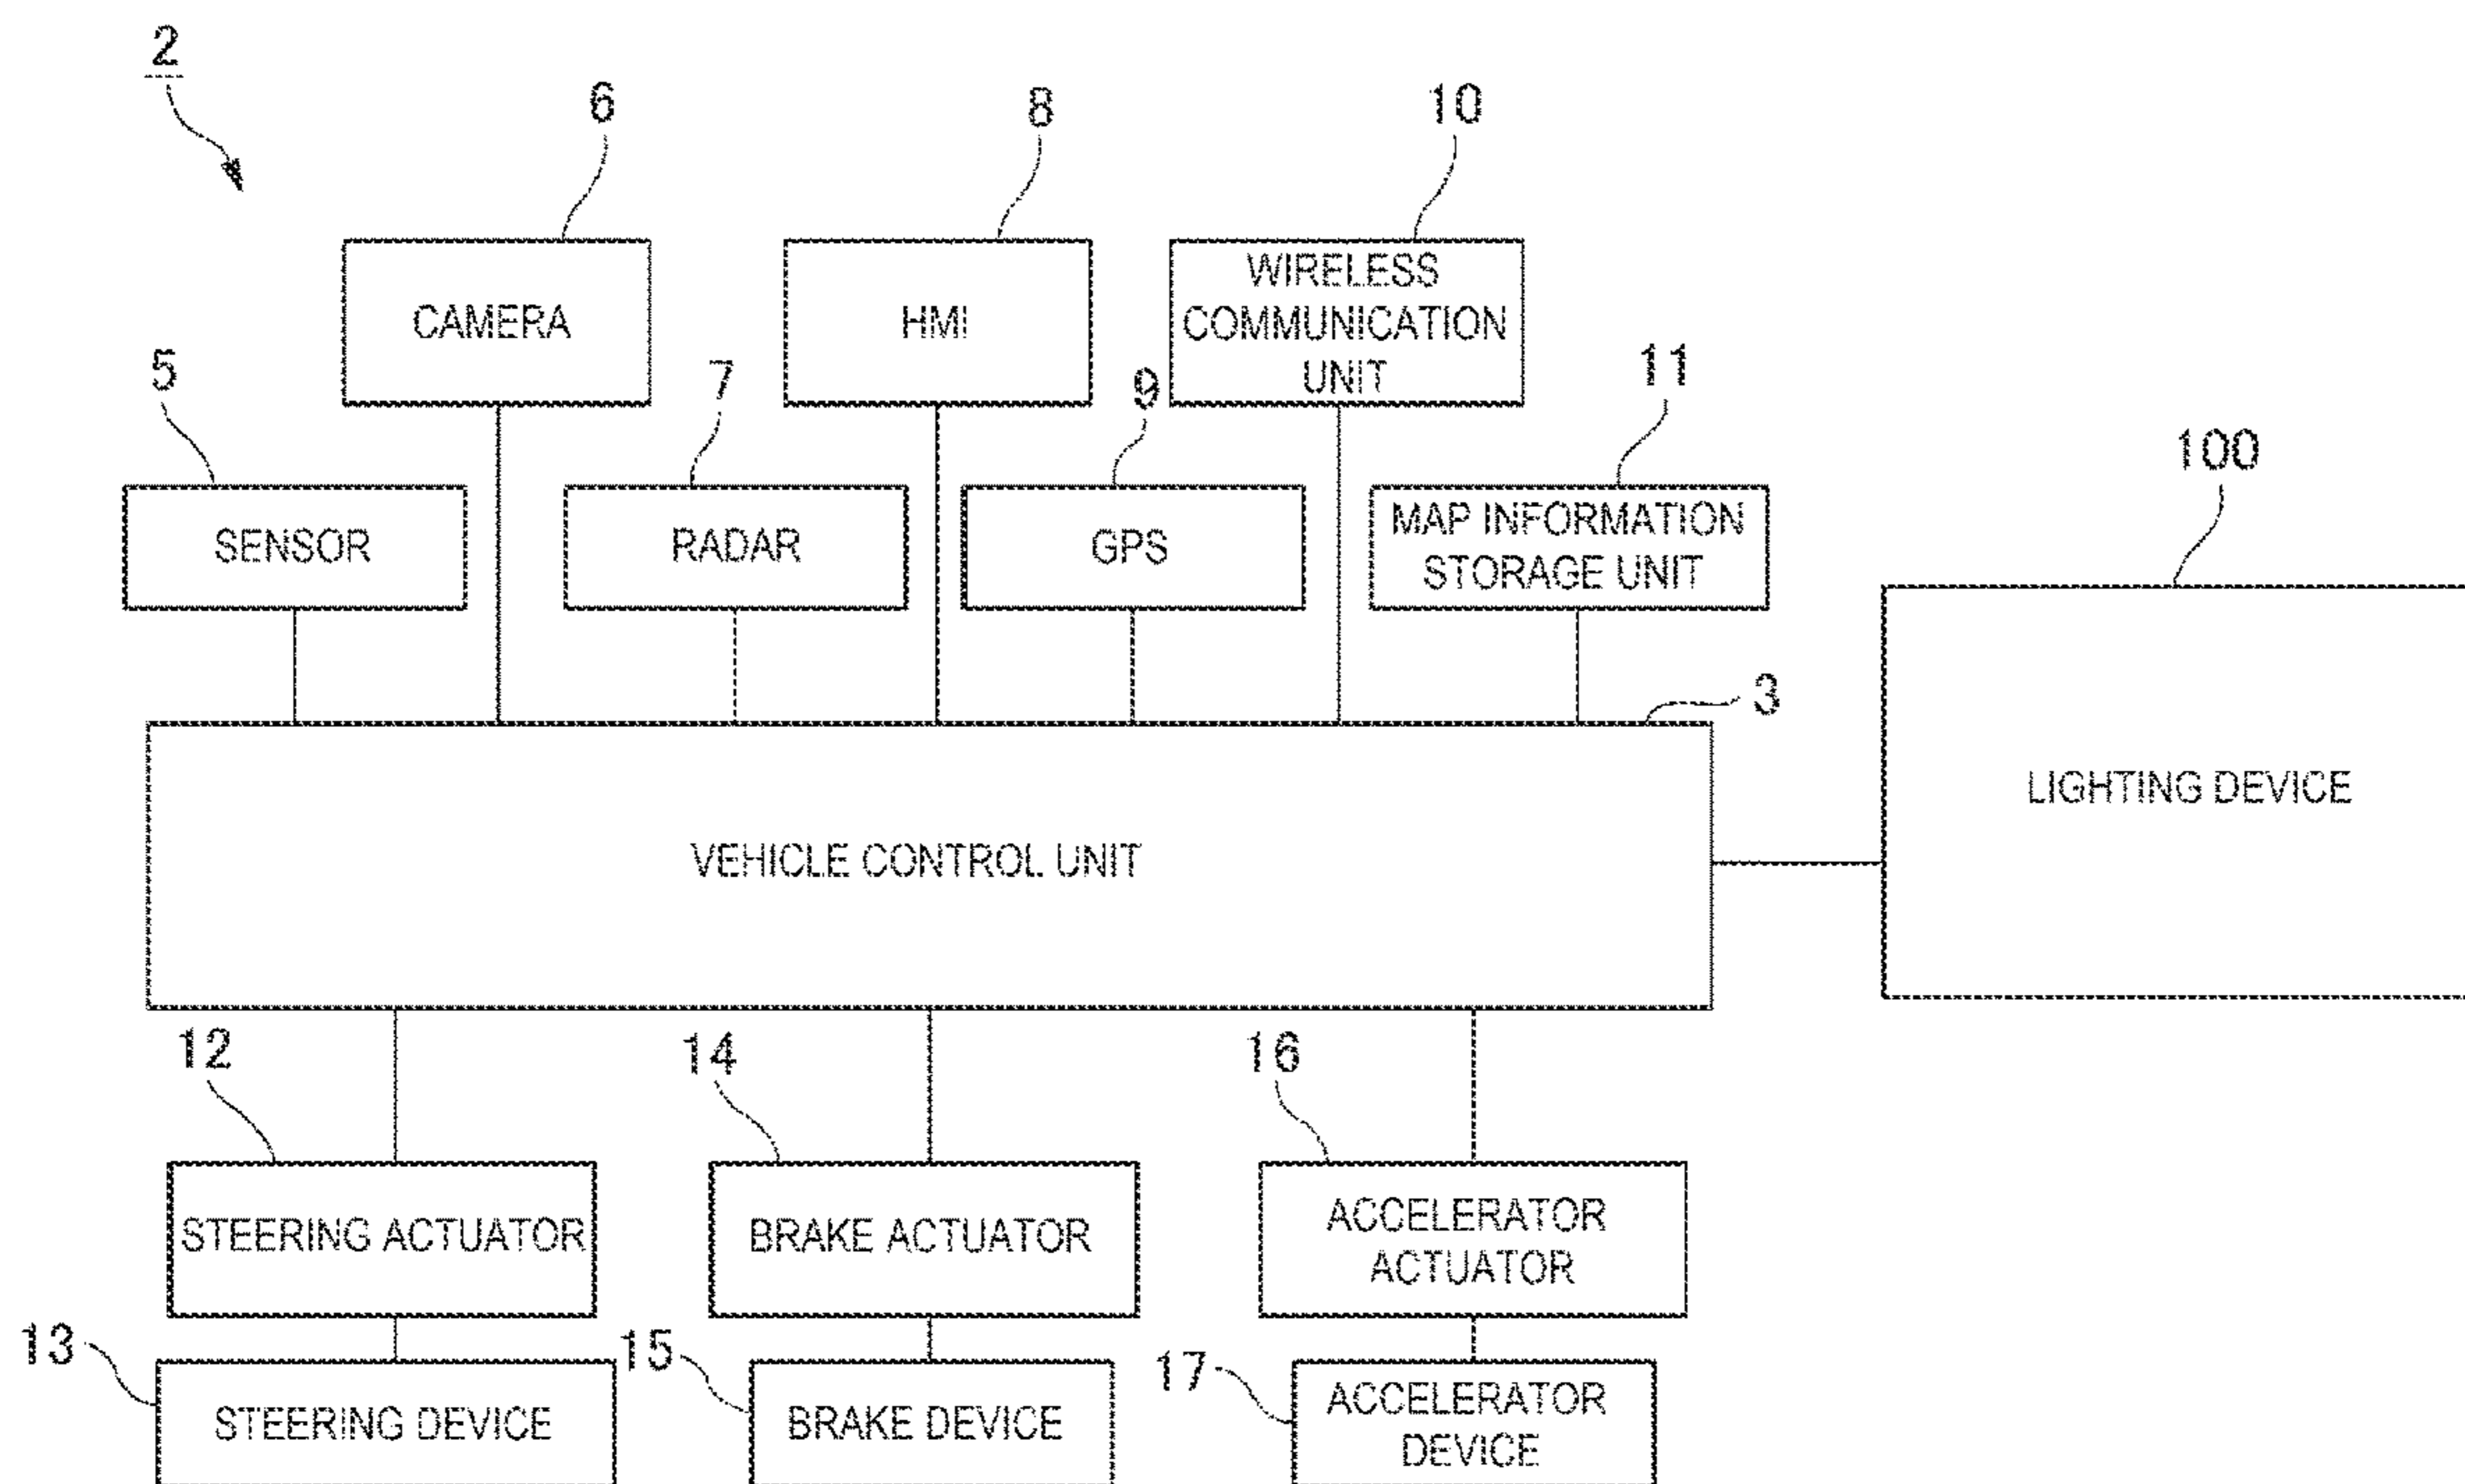 2
6
8
10
CAMERA
HMI
WIRELESS
COMMUNICATION
UNIT
5
7
9
11
SENSOR
RADAR
GPS
MAP INFORMATION
STORAGE UNIT
100
3
LIGHTING DEVICE
VEHICLE CONTROL UNIT
12
14
16
STEERING ACTUATOR
BRAKE ACTUATOR
ACCELERATOR
ACTUATOR
13
15
17
STEERING DEVICE
BRAKE DEVICE
ACCELERATOR
DEVICE